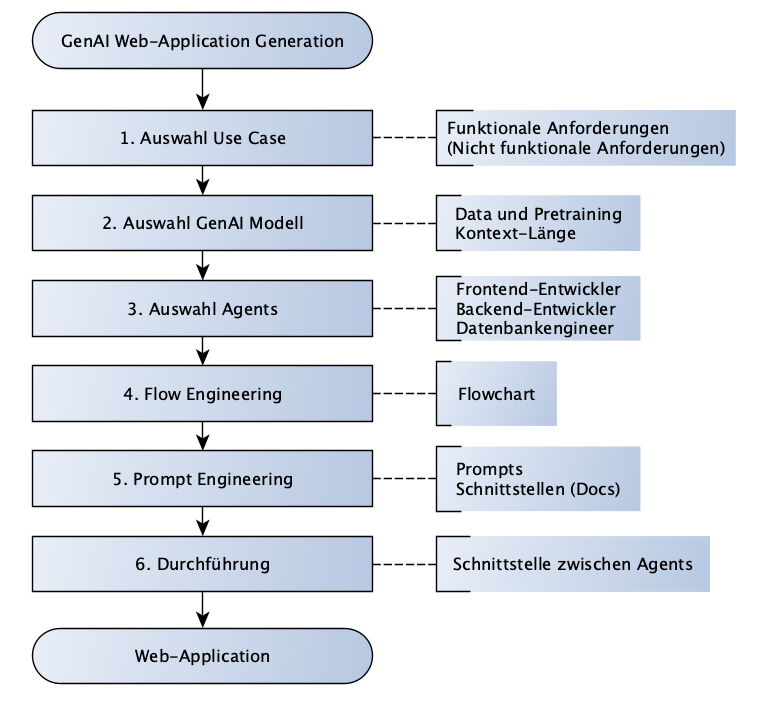 GenAI Web-Application Generation
1. Auswahl Use Case
Funktionale Anforderungen
(Nicht funktionale Anforderungen)
2. Auswahl GenAI Modell
Data und Pretraining
Kontext-Länge
3. Auswahl Agents
Frontend-Entwickler
Backend-Entwickler
Datenbankengineer
4. Flow Engineering
Flowchart
5. Prompt Engineering
Prompts
Schnittstellen (Docs)
6. Durchführung
Schnittstelle zwischen Agents
Web-Application